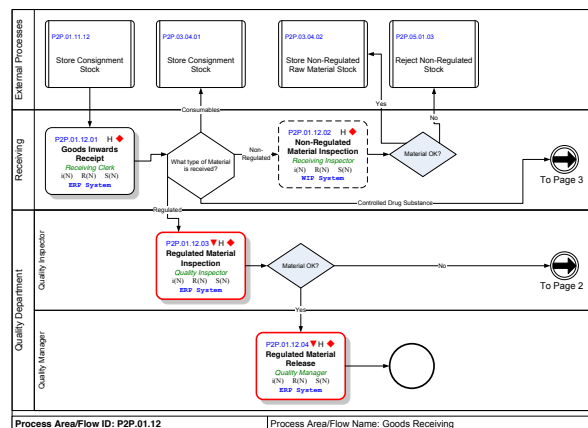 External Processes
P2P.01.11.12
Store Consignment
Stock
P2P.03.04.01
Store Consignment
Stock
P2P.03.04.02
Store Non-Regulated
Raw Material Stock
P2P.05.01.03
Reject Non-Regulated
Stock
Consumables
Yes
No
Receiving
P2P.01.12.01 H
Goods Inwards
Receipt
Receiving Clerk
i(N) R(N) S(N)
ERP System
What type of Material
is received?
Non-
Regulated
P2P.01.12.02 H
Non-Regulated
Material Inspection
Receiving Inspector
i(N) R(N) S(N)
WIP System
Material OK?
To Page 3
Controlled Drug Substance
Regulated
Quality Department
Quality Inspector
P2P.01.12.03 H
Regulated Material
Inspection
Quality Inspector
i(N) R(N) S(N)
ERP System
Material OK?
No
To Page 2
Yes
Quality Manager
P2P.01.12.04 H
Regulated Material
Release
Quality Manager
i(N) R(N) S(N)
ERP System
Process Area/Flow ID: P2P.01.12
Process Area/Flow Name: Goods Receiving